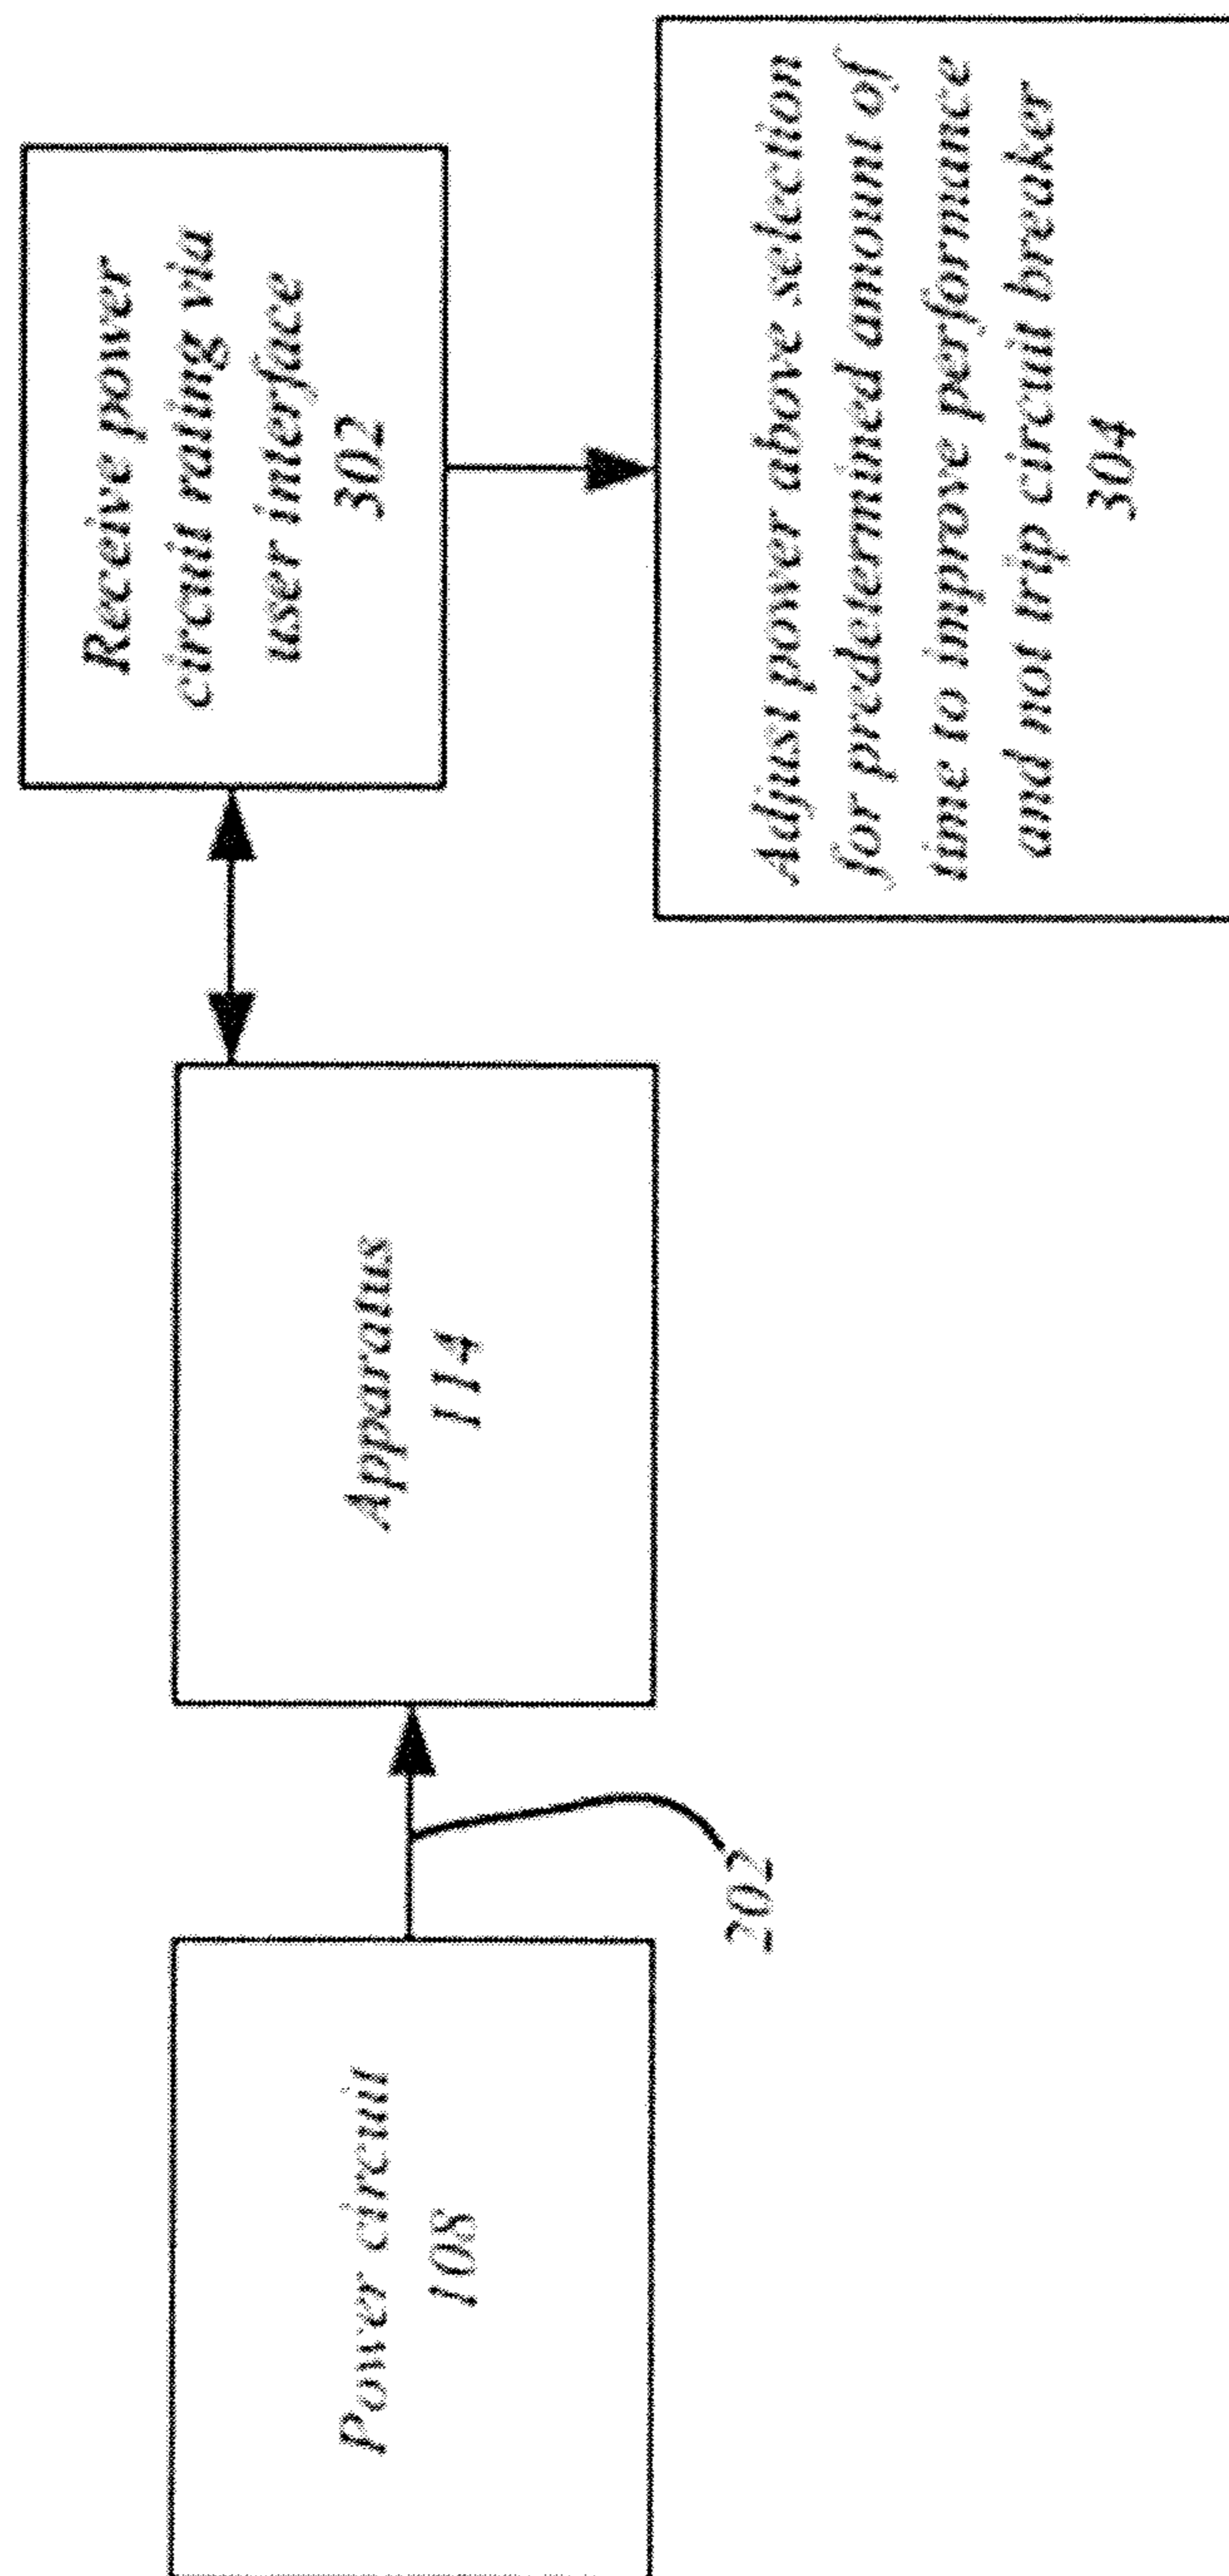 Power circuit
108
202
Apparatus
114
Receive power
circuit rating via
user interface
302
Adjust power above selection
for predetermined amount of
time to improve performance
and not trip circuit breaker
304